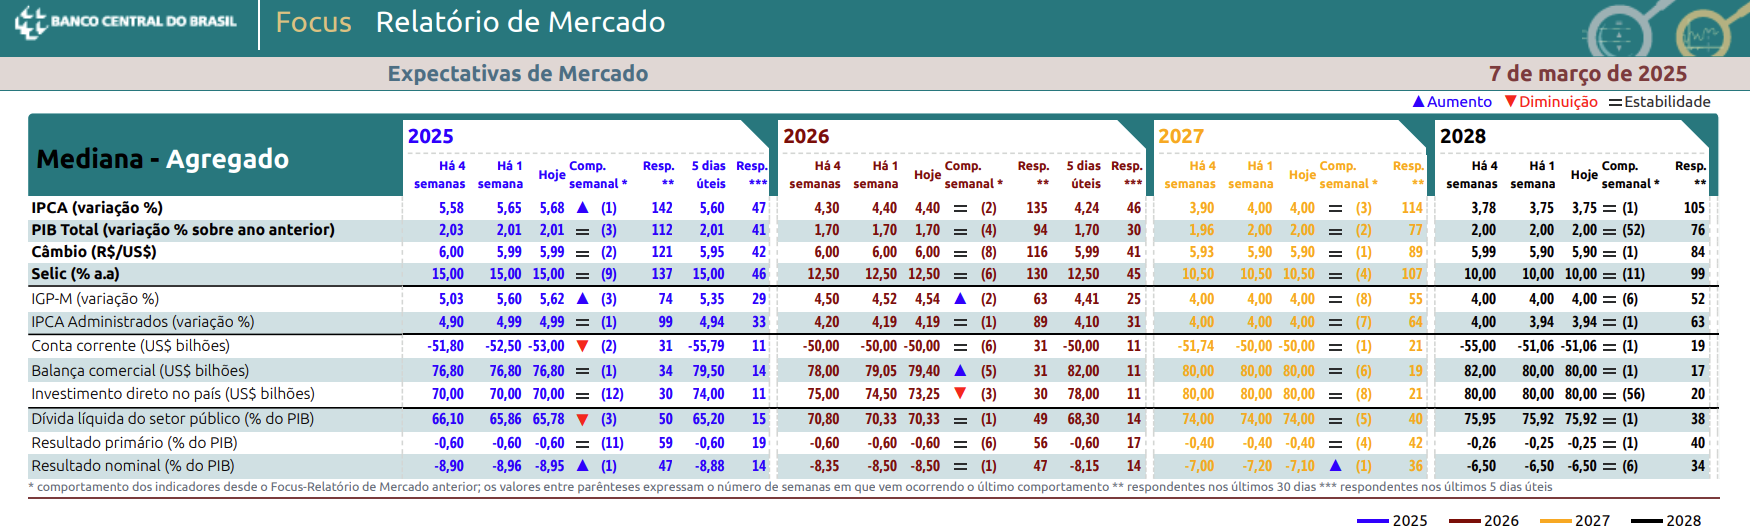 BANCO CENTRAL DO BRASIL Focus Relatório de Mercado
Expectativas de Mercado 7 de março de 2025
▲Aumento ▼Diminuição =Estabilidade
Mediana - Agregado 2025 2026 2027 2028
Há 4 semanas Há 1 semana Hoje Comp. semanal * Resp. ** 5 dias úteis Resp. *** Há 4 semanas Há 1 semana Hoje Comp. semanal * Resp. ** 5 dias úteis Resp. *** Há 4 semanas Há 1 semana Hoje Comp. semanal * Resp. ** Há 4 semanas Há 1 semana Hoje Comp. semanal * Resp. **
IPCA (variação %) 5,58 5,65 5,68 ▲ (1) 142 5,60 47 4,30 4,40 4,40 = (2) 135 4,24 46 3,90 4,00 4,00 = (3) 114 3,78 3,75 3,75 = (1) 105
PIB Total (variação % sobre ano anterior) 2,03 2,01 2,01 = (3) 112 2,01 41 1,70 1,70 1,70 = (4) 94 1,70 30 1,96 2,00 2,00 = (2) 77 2,00 2,00 2,00 = (52) 76
Câmbio (R$/US$) 6,00 5,99 5,99 = (2) 121 5,95 42 6,00 6,00 6,00 = (8) 116 5,99 41 5,93 5,90 5,90 = (1) 89 5,99 5,90 5,90 = (1) 84
Selic (% a.a) 15,00 15,00 15,00 = (9) 137 15,00 46 12,50 12,50 12,50 = (6) 130 12,50 45 10,50 10,50 10,50 = (4) 107 10,00 10,00 10,00 = (11) 99
IGP-M (variação %) 5,03 5,60 5,62 ▲ (3) 74 5,35 29 4,50 4,52 4,54 ▲ (2) 63 4,41 25 4,00 4,00 4,00 = (8) 55 4,00 4,00 4,00 = (6) 52
IPCA Administrados (variação %) 4,90 4,99 4,99 = (1) 99 4,94 33 4,20 4,19 4,19 = (1) 89 4,10 31 4,00 4,00 4,00 = (7) 64 4,00 3,94 3,94 = (1) 63
Conta corrente (US$ bilhões) -51,80 -52,50 -53,00 ▼ (2) 31 -55,79 11 -50,00 -50,00 -50,00 = (6) 31 -50,00 11 -51,74 -50,00 -50,00 = (1) 21 -55,00 -51,06 -51,06 = (1) 19
Balança comercial (US$ bilhões) 76,80 76,80 76,80 = (1) 34 79,50 14 78,00 79,05 79,40 ▲ (5) 31 82,00 11 80,00 80,00 80,00 = (6) 19 82,00 80,00 80,00 = (1) 17
Investimento direto no país (US$ bilhões) 70,00 70,00 70,00 = (12) 30 74,00 11 75,00 74,50 73,25 ▼ (3) 30 78,00 11 80,00 80,00 80,00 = (8) 21 80,00 80,00 80,00 = (56) 20
Dívida líquida do setor público (% do PIB) 66,10 65,86 65,78 ▼ (3) 50 65,20 15 70,80 70,33 70,33 = (1) 49 68,30 14 74,00 74,00 74,00 = (5) 40 75,95 75,92 75,92 = (1) 38
Resultado primário (% do PIB) -0,60 -0,60 -0,60 = (11) 59 -0,60 19 -0,60 -0,60 -0,60 = (6) 56 -0,60 17 -0,40 -0,40 -0,40 = (4) 42 -0,26 -0,25 -0,25 = (1) 40
Resultado nominal (% do PIB) -8,90 -8,96 -8,95 ▲ (1) 47 -8,88 14 -8,35 -8,50 -8,50 = (1) 47 -8,15 14 -7,00 -7,20 -7,10 ▲ (1) 36 -6,50 -6,50 -6,50 = (6) 34
* comportamento dos indicadores desde o Focus-Relatório de Mercado anterior; os valores entre parênteses expressam o número de semanas em que vem ocorrendo o último comportamento ** respondentes nos últimos 30 dias *** respondentes nos últimos 5 dias úteis
2025 2026 2027 2028